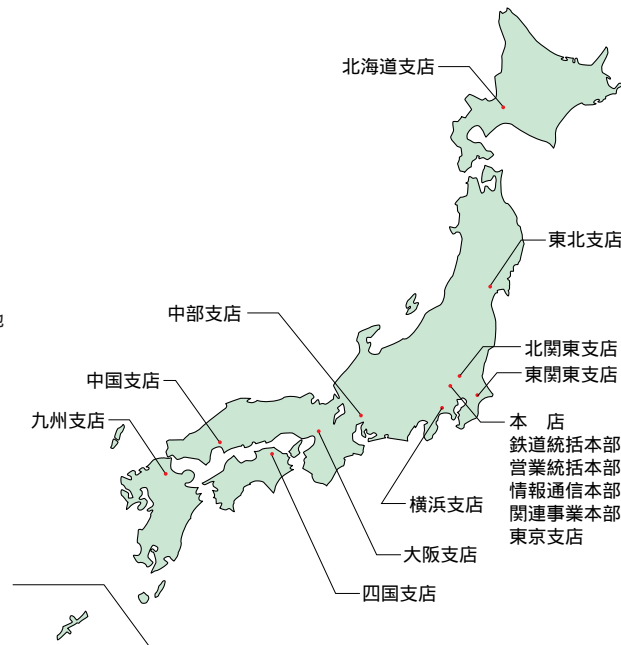 北海道支店
東北支店
中部支店
北関東支店
東関東支店
中国支店
九州支店
本　店
鉄道統括本部
営業統括本部
情報通信本部
関連事業本部
東京支店
横浜支店
大阪支店
四国支店